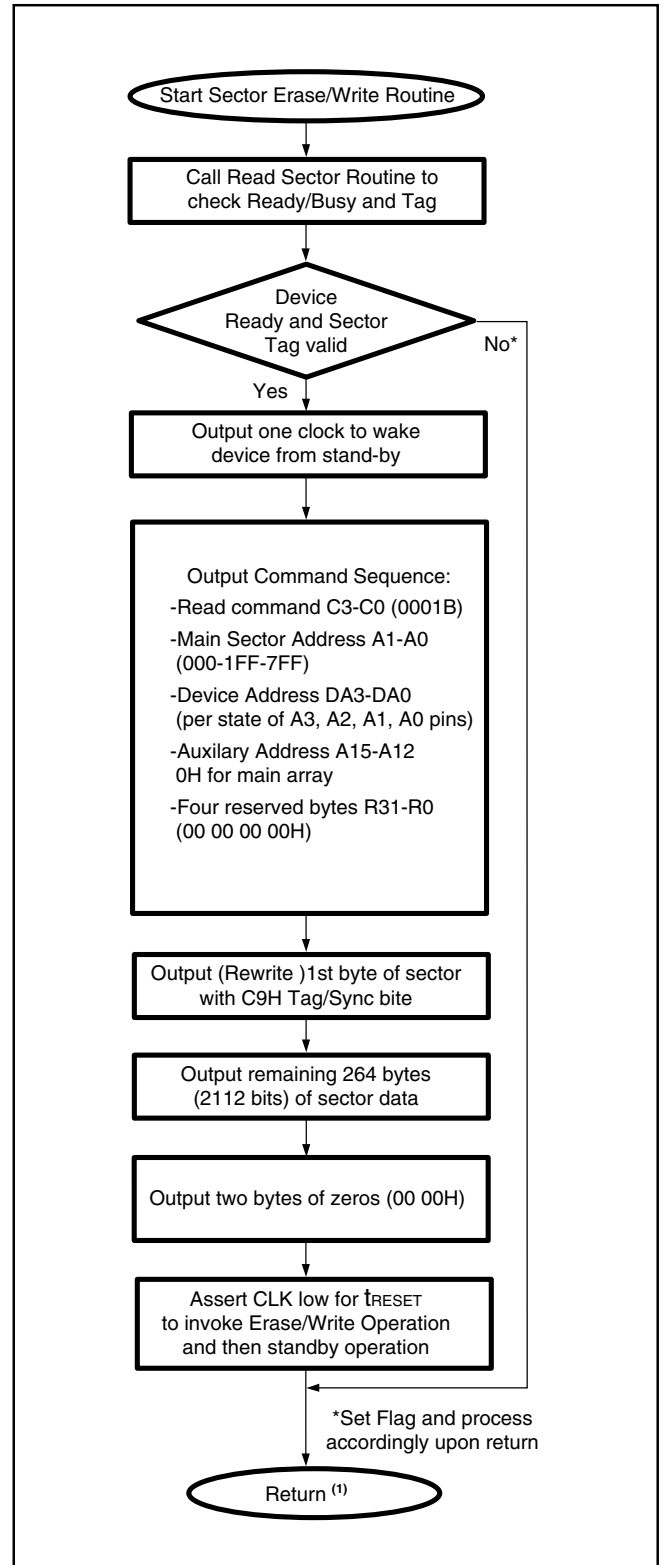 Start Sector Erase/Write Routine
Call Read Sector Routine to
check Ready/Busy and Tag
Device
Ready and Sector
Tag valid
No*
Yes
Output one clock to wake
device from stand-by
Output Command Sequence:
-Read command C3-C0 (0001B)
-Main Sector Address A1-A0
(000-1FF-7FF)
-Device Address DA3-DA0
(per state of A3, A2, A1, A0 pins)
-Auxilary Address A15-A12
0H for main array
-Four reserved bytes R31-R0
(00 00 00 00H)
Output (Rewrite )1st byte of sector
with C9H Tag/Sync bite
Output remaining 264 bytes
(2112 bits) of sector data
Output two bytes of zeros (00 00H)
Assert CLK low for tRESET
to invoke Erase/Write Operation
and then standby operation
*Set Flag and process
accordingly upon return
Return (1)